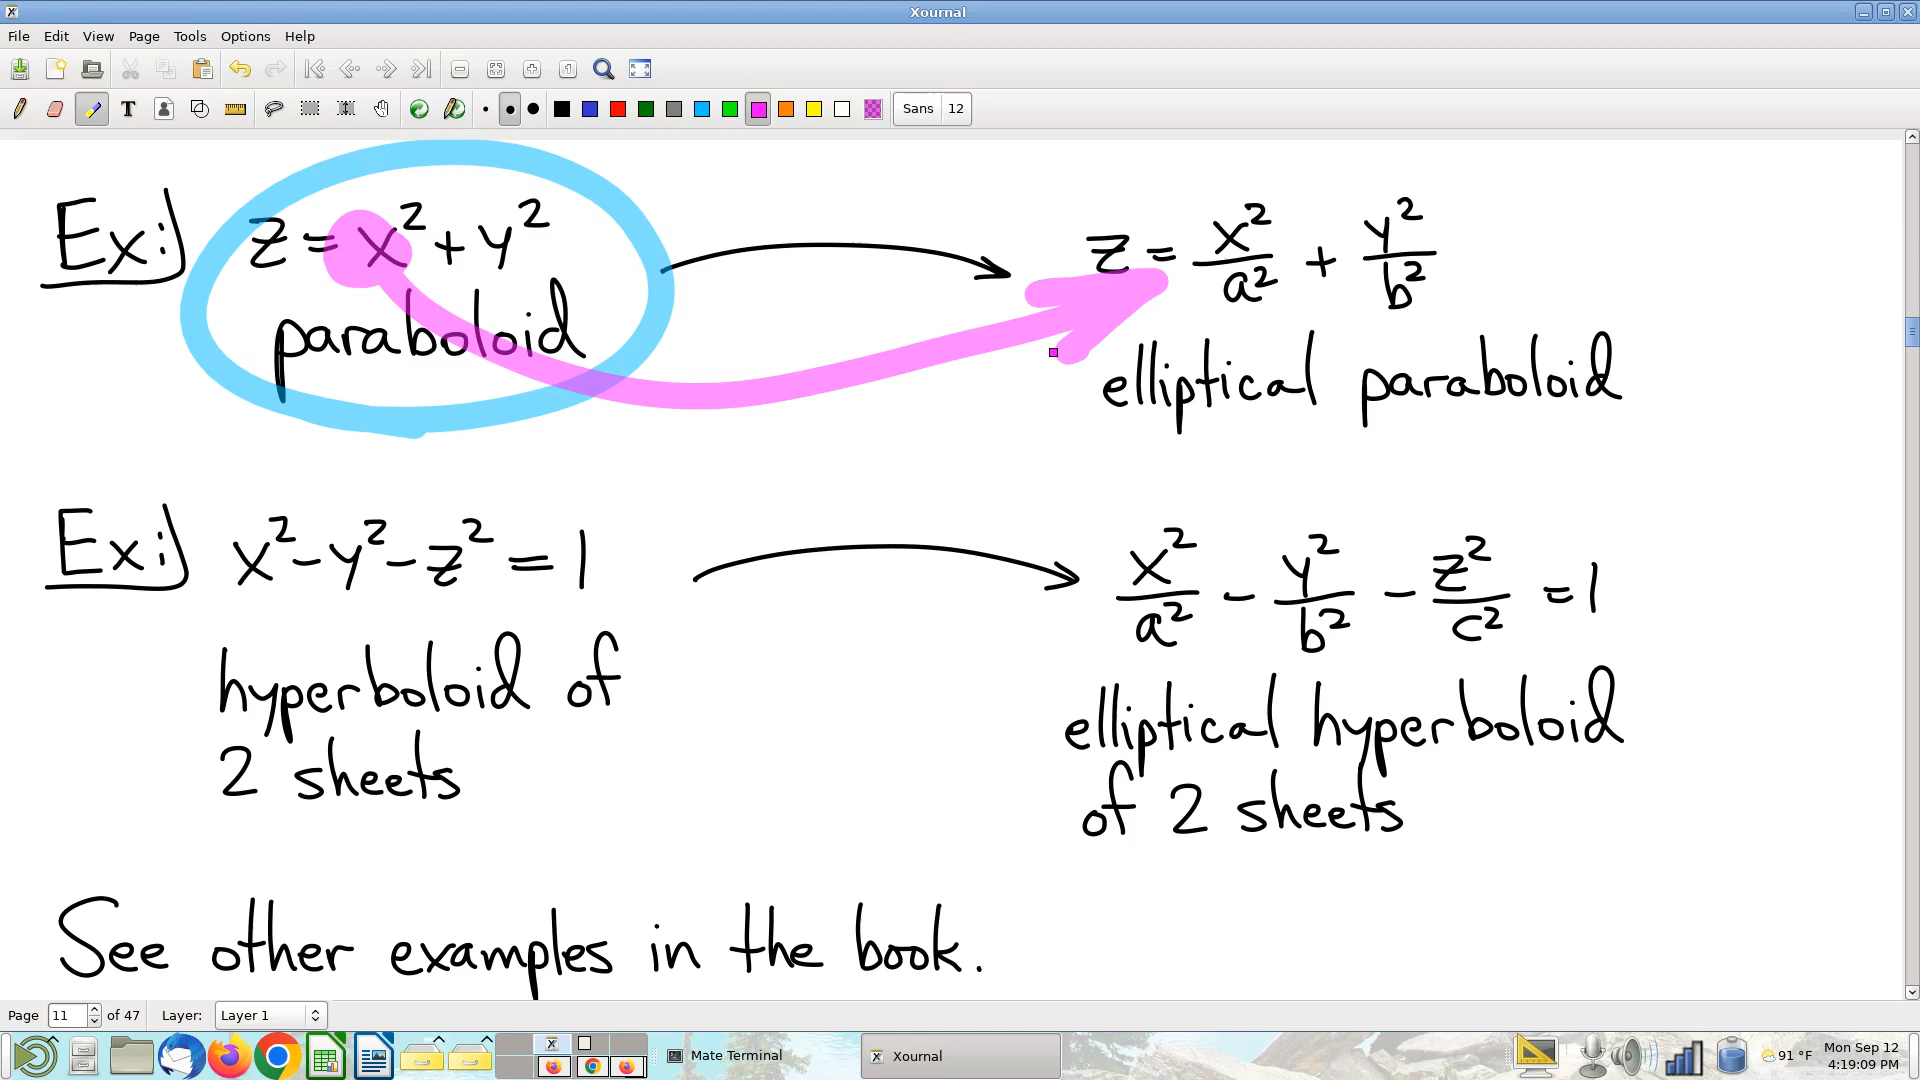 Xournal
File Edit View Page Tools Options Help
Sans 12
Ex: z = x² + y²
paraboloid
z = x²/a² + y²/b²
elliptical paraboloid
Ex: x² - y² - z² = 1
hyperboloid of
2 sheets
x²/a² - y²/b² - z²/c² = 1
elliptical hyperboloid
of 2 sheets
See other examples in the book.
Page 11 of 47 Layer: Layer 1
Mate Terminal
Xournal
91 °F
Mon Sep 12
4:19:09 PM